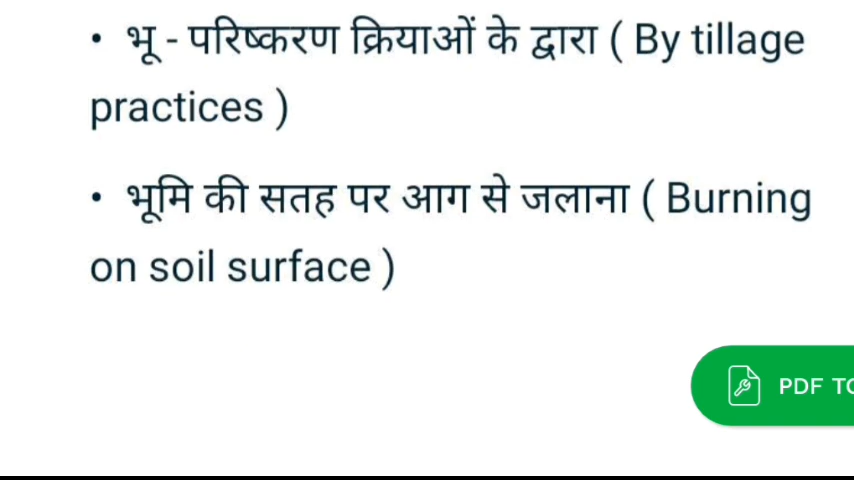 • भू - परिष्करण क्रियाओं के द्वारा ( By tillage
practices )
• भूमि की सतह पर आग से जलाना ( Burning
on soil surface )
PDF TO